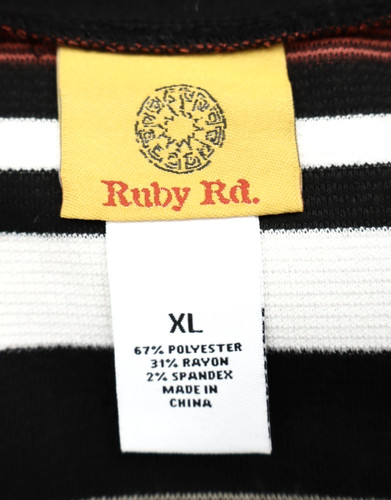 Ruby Rd.
XL
67% POLYESTER
31% RAYON
2% SPANDEX
MADE IN
CHINA